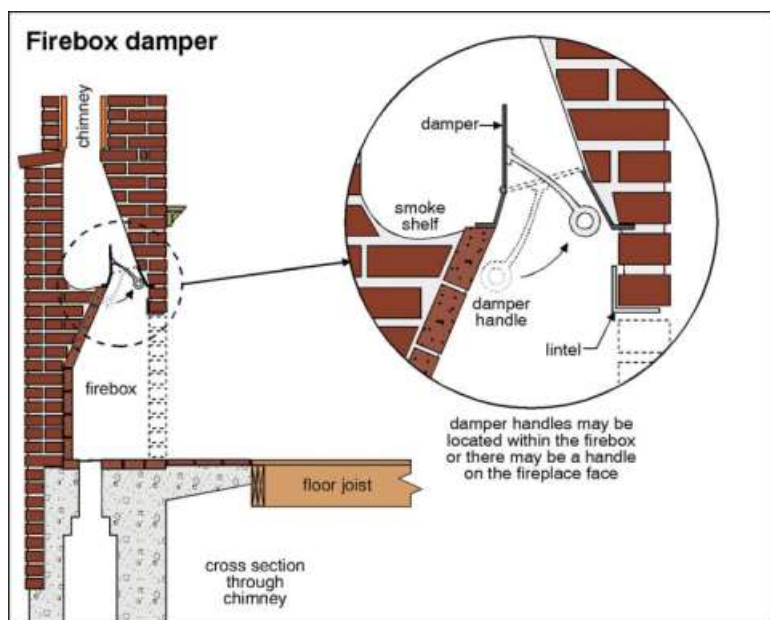 Firebox damper
chimney
damper
smoke
shelf
damper
handle
lintel
firebox
damper handles may be
located within the firebox
or there may be a handle
on the fireplace face
floor joist
cross section
through
chimney